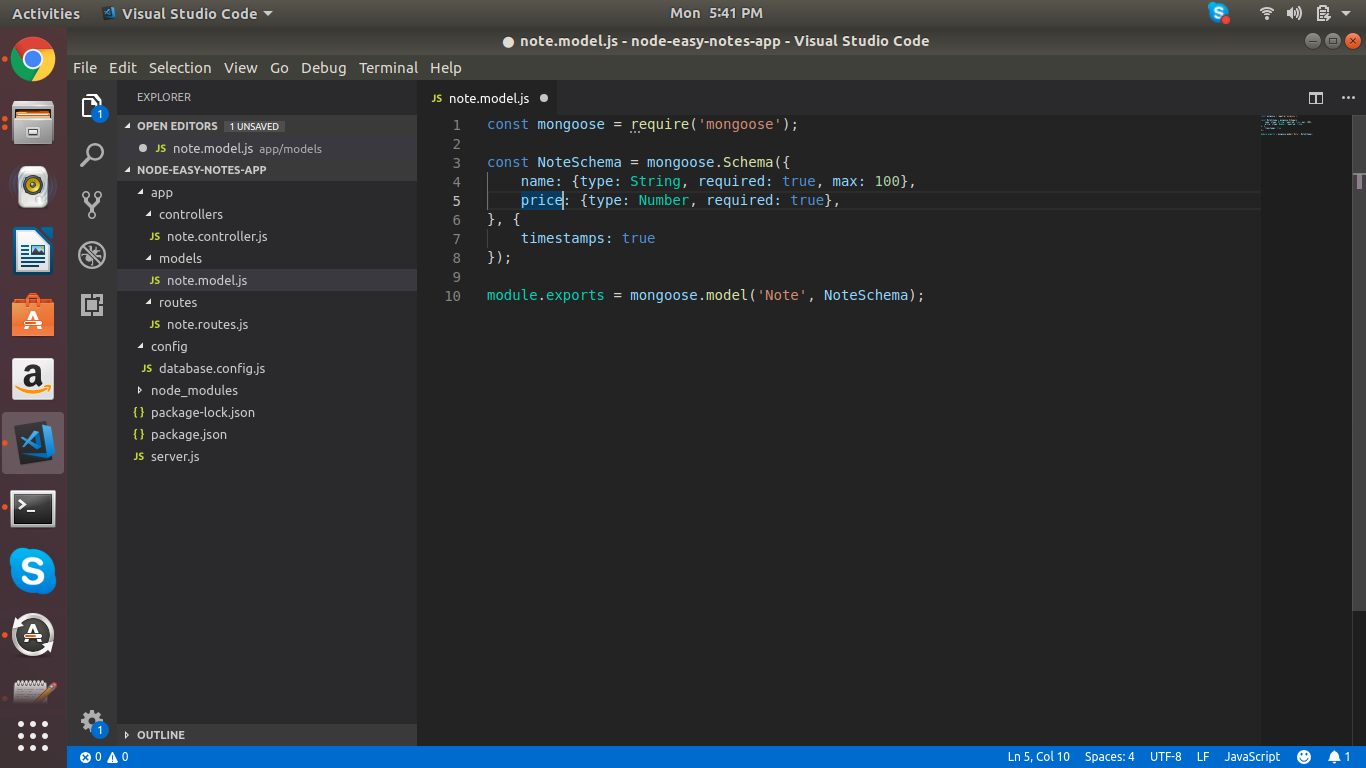 Activities Visual Studio Code Mon 5:41 PM
note.model.js - node-easy-notes-app - Visual Studio Code
File Edit Selection View Go Debug Terminal Help
EXPLORER
OPEN EDITORS 1 UNSAVED
JS note.model.js app/models
NODE-EASY-NOTES-APP
app
controllers
JS note.controller.js
models
JS note.model.js
routes
JS note.routes.js
config
JS database.config.js
node_modules
{ } package-lock.json
{ } package.json
JS server.js
OUTLINE
1
1
JS note.model.js
1 const mongoose = require('mongoose');
2
3 const NoteSchema = mongoose.Schema({
4     name: {type: String, required: true, max: 100},
5     price: {type: Number, required: true},
6 }, {
7     timestamps: true
8 });
9
10 module.exports = mongoose.model('Note', NoteSchema);
0 0 Ln 5, Col 10 Spaces: 4 UTF-8 LF JavaScript 1